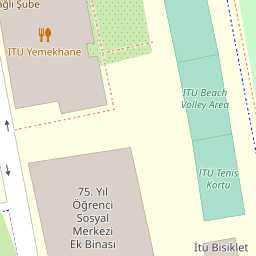 ağlı Şube
ITU Yemekhane
ITU Beach
Volley Area
ITU Tenis
Kortu
75. Yıl
Öğrenci
Sosyal
Merkezi
Ek Binası
İtü Bisiklet